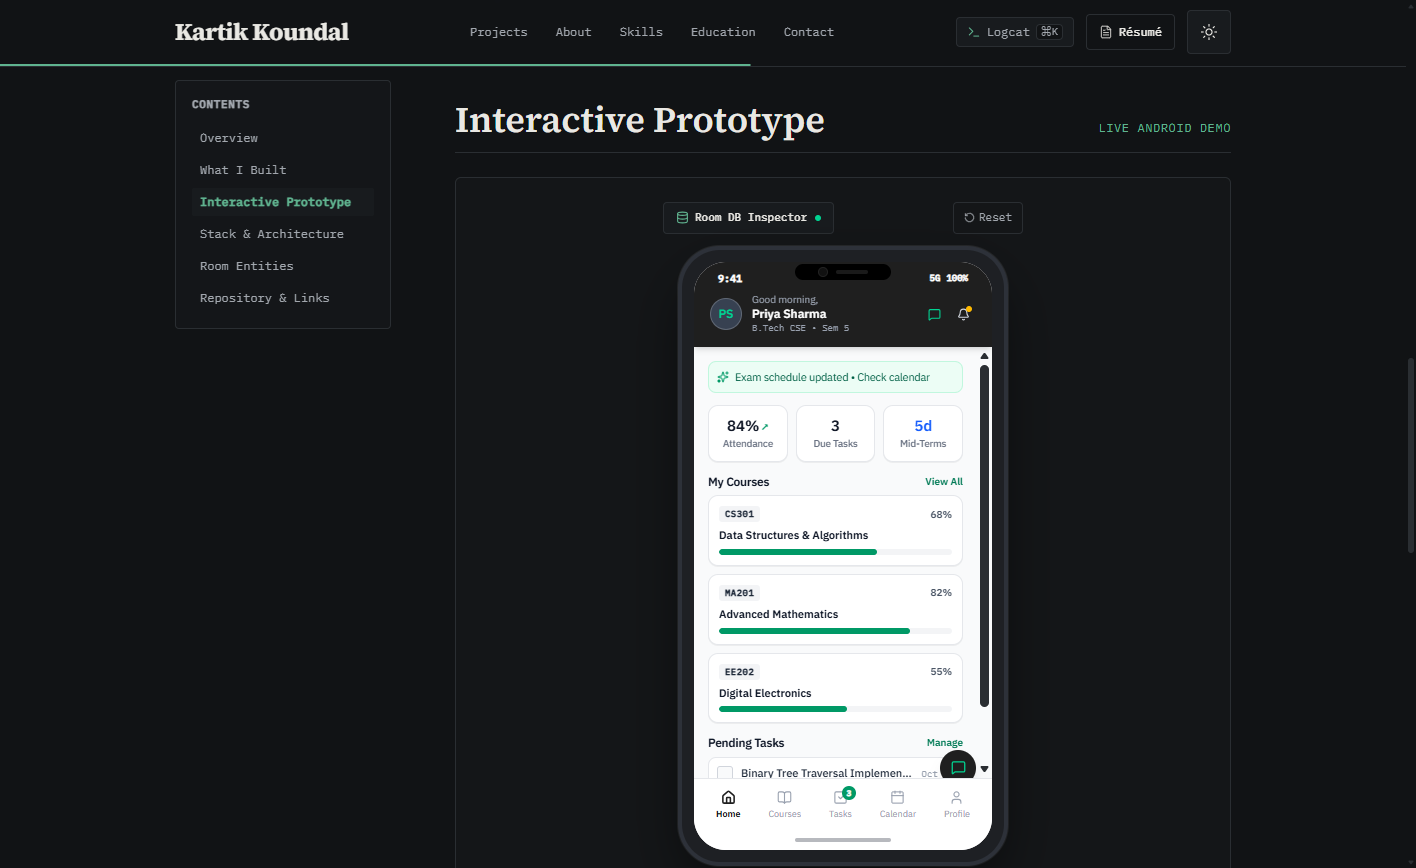 Kartik Koundal
Projects About Skills Education Contact
Logcat ⌘K
Résumé
CONTENTS
Overview
What I Built
Interactive Prototype
Stack & Architecture
Room Entities
Repository & Links
Interactive Prototype
LIVE ANDROID DEMO
Room DB Inspector
Reset
9:41
5G 100%
Good morning,
PS
Priya Sharma
B.Tech CSE • Sem 5
Exam schedule updated • Check calendar
84% ↗
Attendance
3
Due Tasks
5d
Mid-Terms
My Courses
View All
CS301
68%
Data Structures & Algorithms
MA201
82%
Advanced Mathematics
EE202
55%
Digital Electronics
Pending Tasks
Manage
Binary Tree Traversal Implemen... Oct
3
Home Courses Tasks Calendar Profile